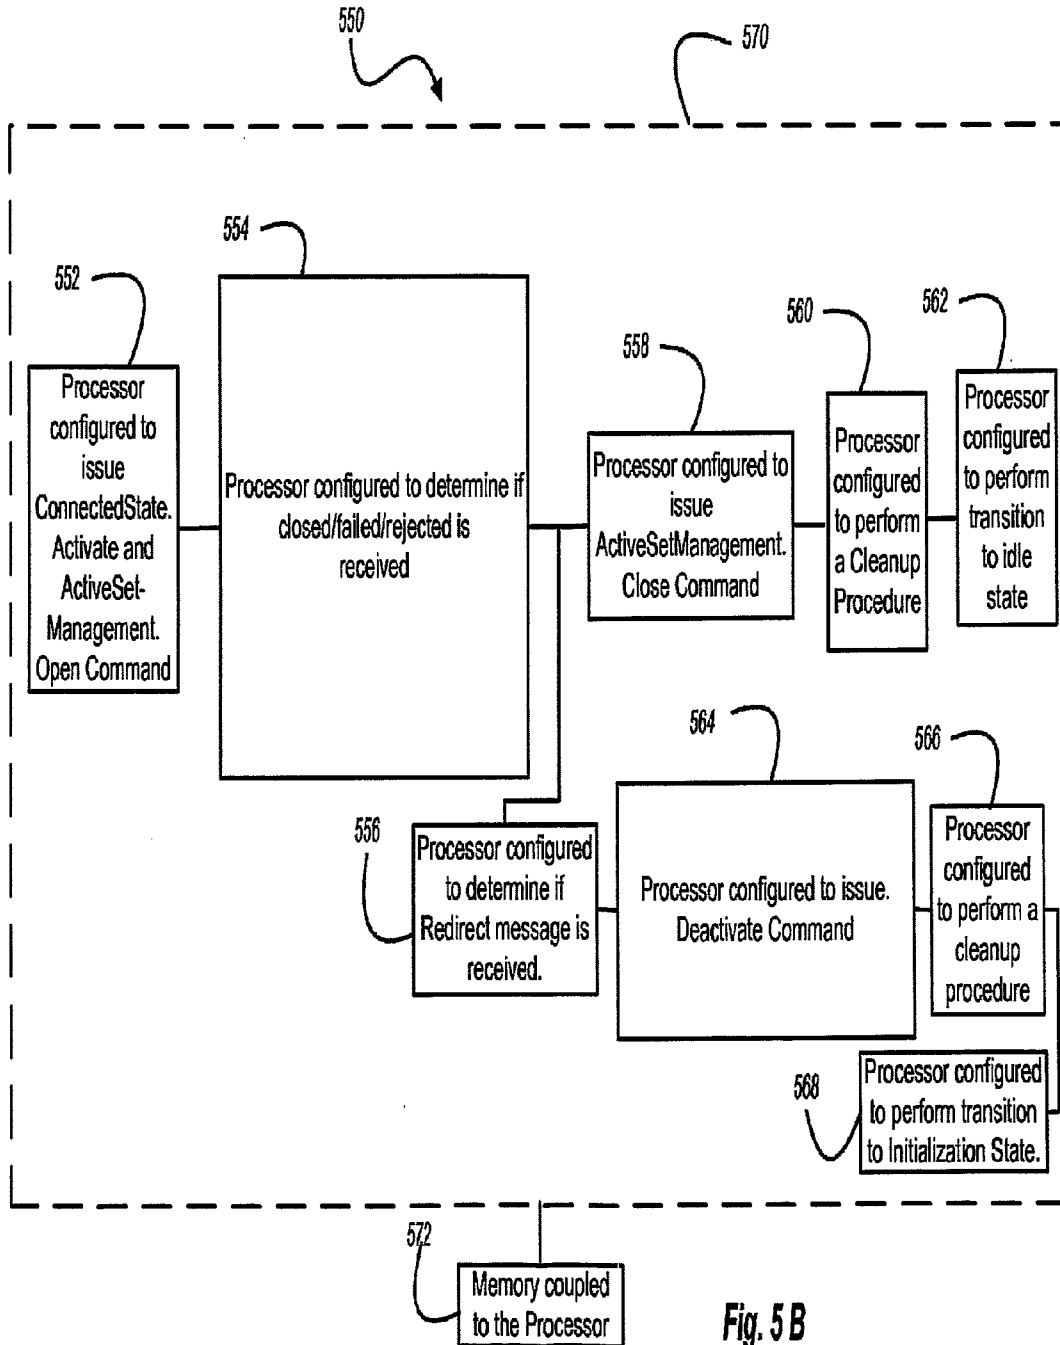 550
570
554
552
560
562
558
Processor
configured to
issue
ConnectedState.
Activate and
ActiveSet-
Management.
Open Command
Processor configured to determine if
closed/failed/rejected is
received
Processor configured to
issue
ActiveSetManagement.
Close Command
Processor
configured
to perform
a Cleanup
Procedure
Processor
configured
to perform
transition
to idle
state
564
566
556
Processor configured
to determine if
Redirect message is
received.
Processor configured to issue.
Deactivate Command
Processor
configured
to perform a
cleanup
procedure
568
Processor configured
to perform transition
to Initialization State.
572
Memory coupled
to the Processor
Fig. 5 B